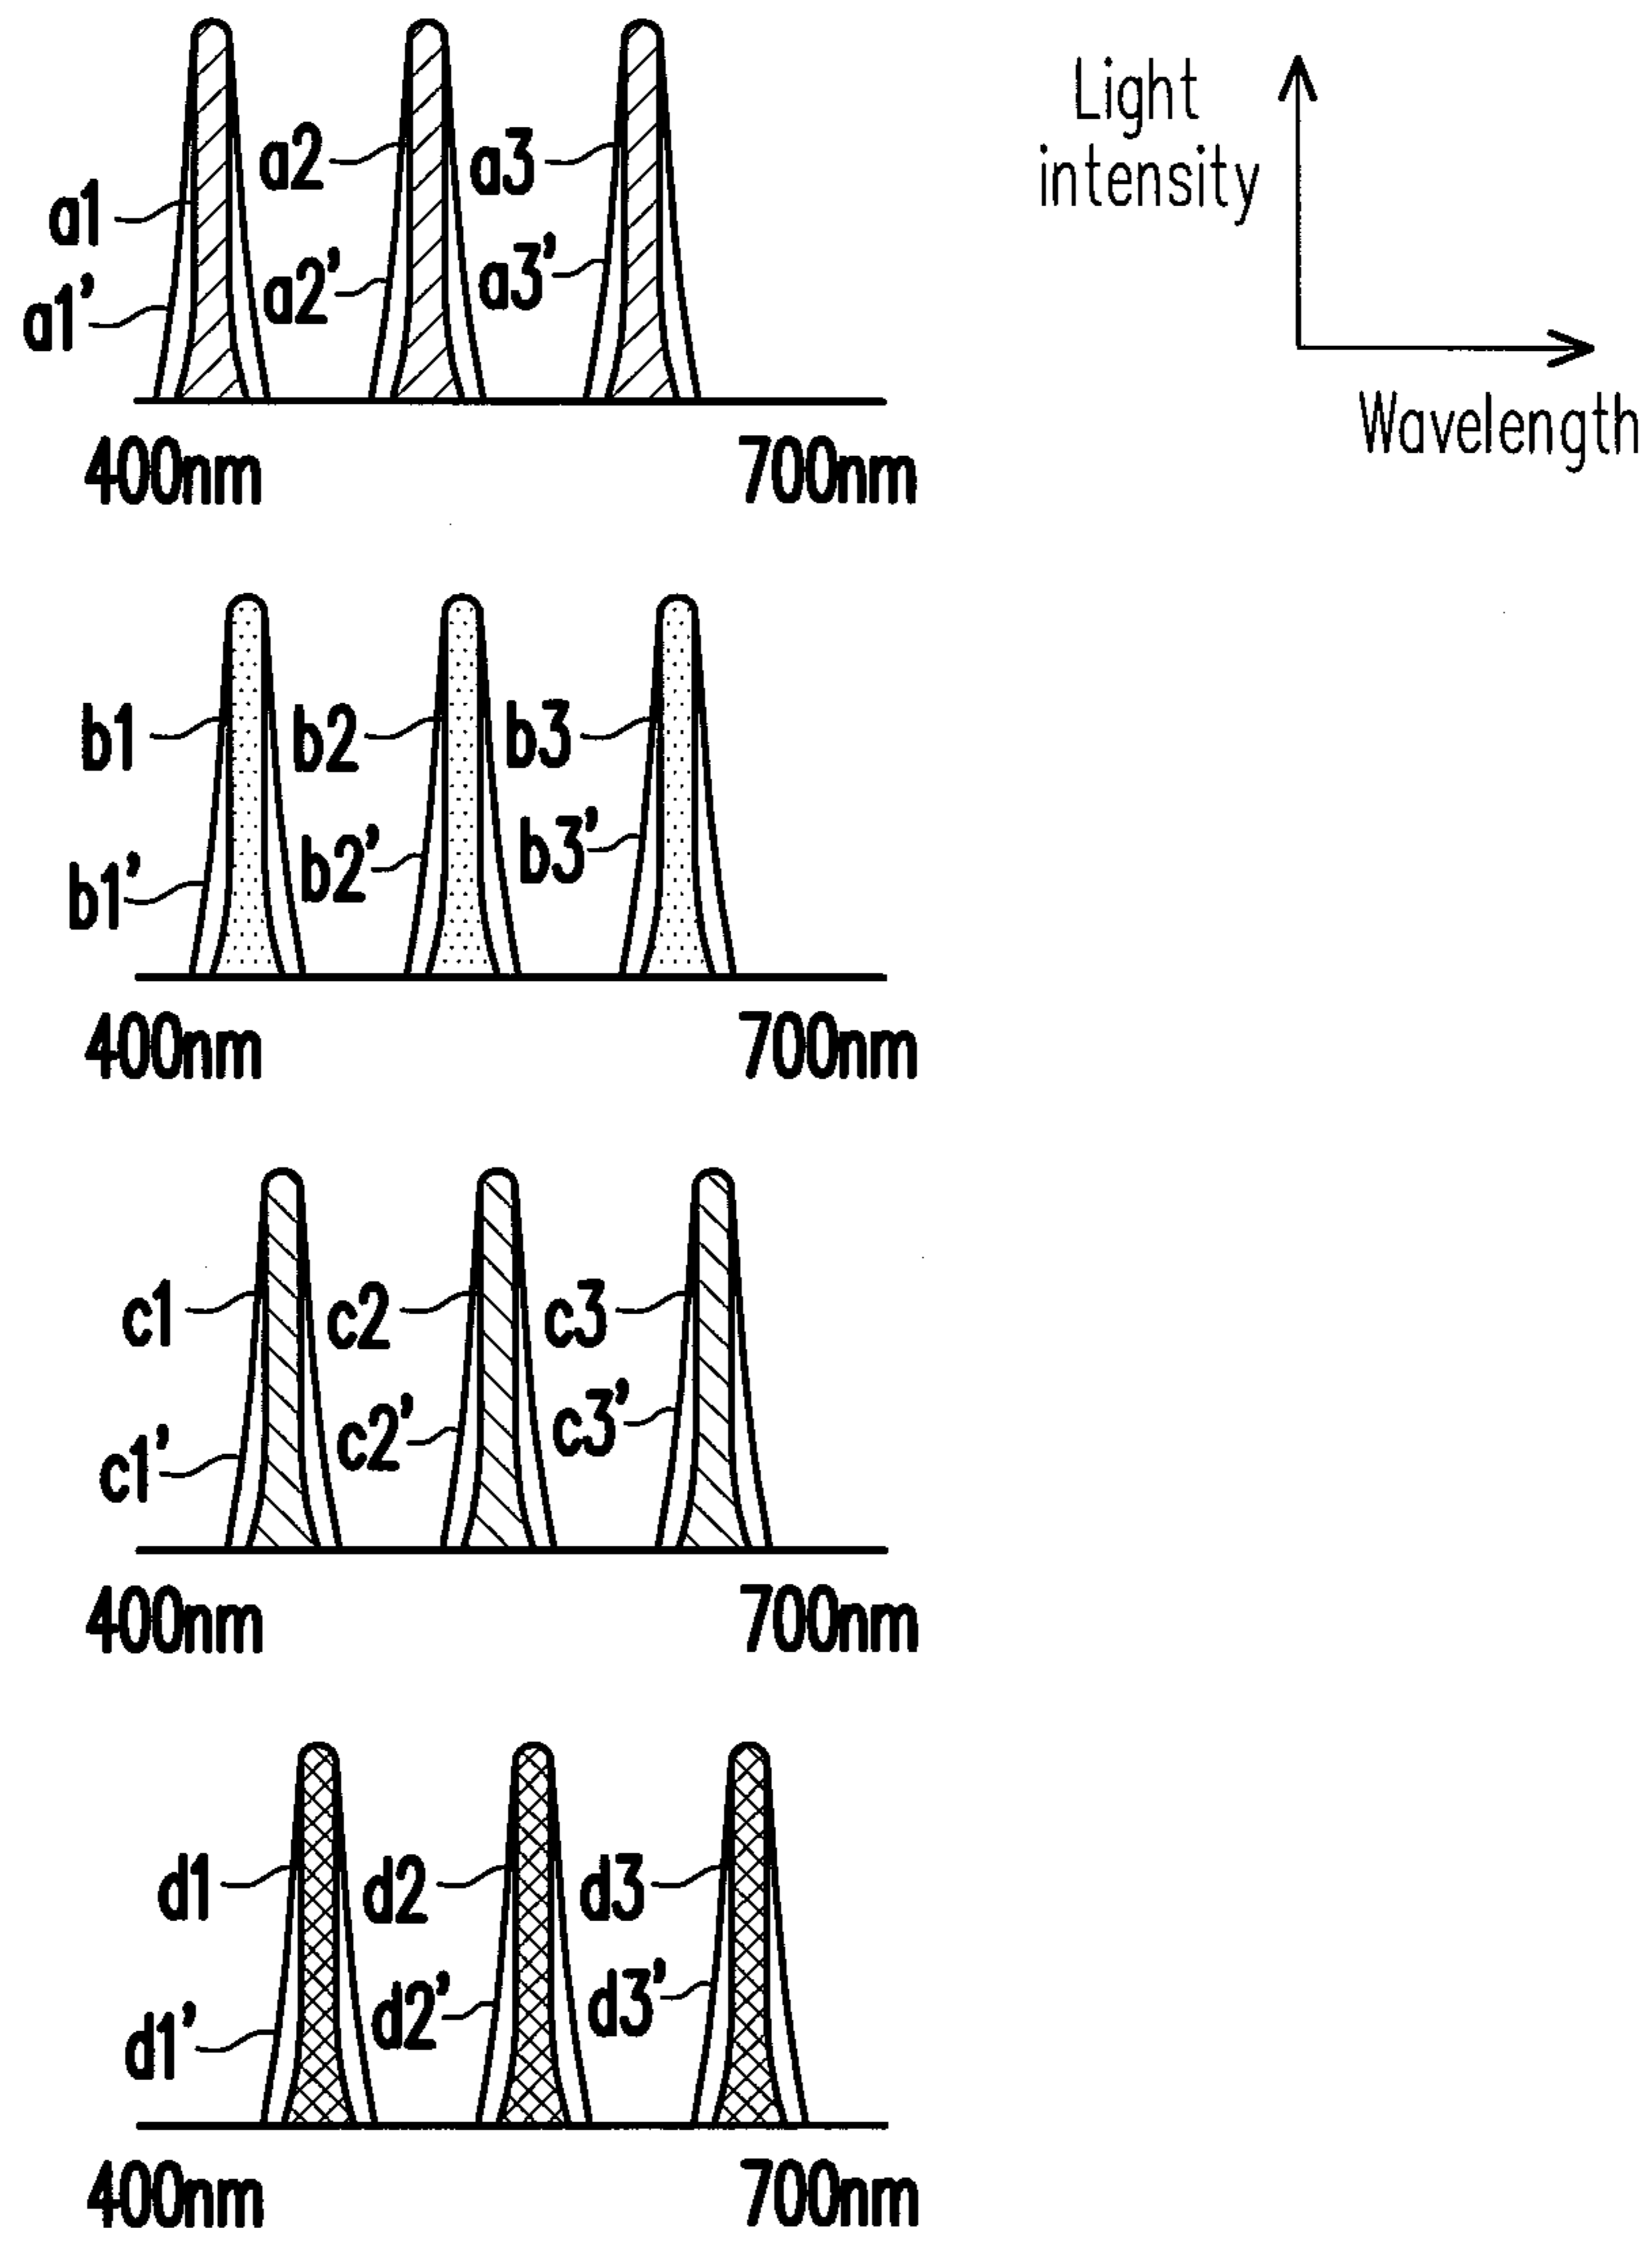 Light
intensity
Wavelength
a1
a2
a3
a1'
a2'
a3'
400nm
700nm
b1
b2
b3
b1'
b2'
b3'
400nm
700nm
c1
c2
c3
c1'
c2'
c3'
400nm
700nm
d1
d2
d3
d1'
d2'
d3'
400nm
700nm